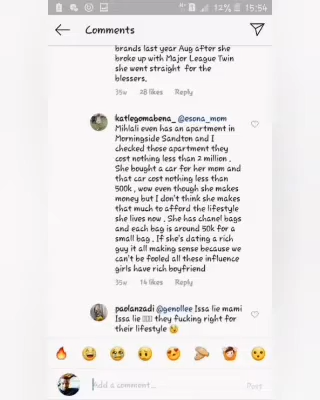 12% 15:54
Comments
brands last year Aug after she
broke up with Major League Twin
she went straight for the
blessers.
35w 28 likes Reply
katlegomabena_ @esona_mom
Mihlali even has an apartment in
Morningside Sandton and I
checked those apartment they
cost nothing less than 2 million .
She bought a car for her mom and
that car cost nothing less than
500k , wow even though she makes
money but I don't think she makes
that much to afford the lifestyle
she lives now . She has chanel bags
and each bag is around 50k for a
small bag . If she's dating a rich
guy it all making sense because we
can't be fooled all these influence
girls have rich boyfriend
35w 14 likes Reply
paolanzadi @genollee Issa lie mami
Issa lie they fucking right for
their lifestyle
Add a comment... Post